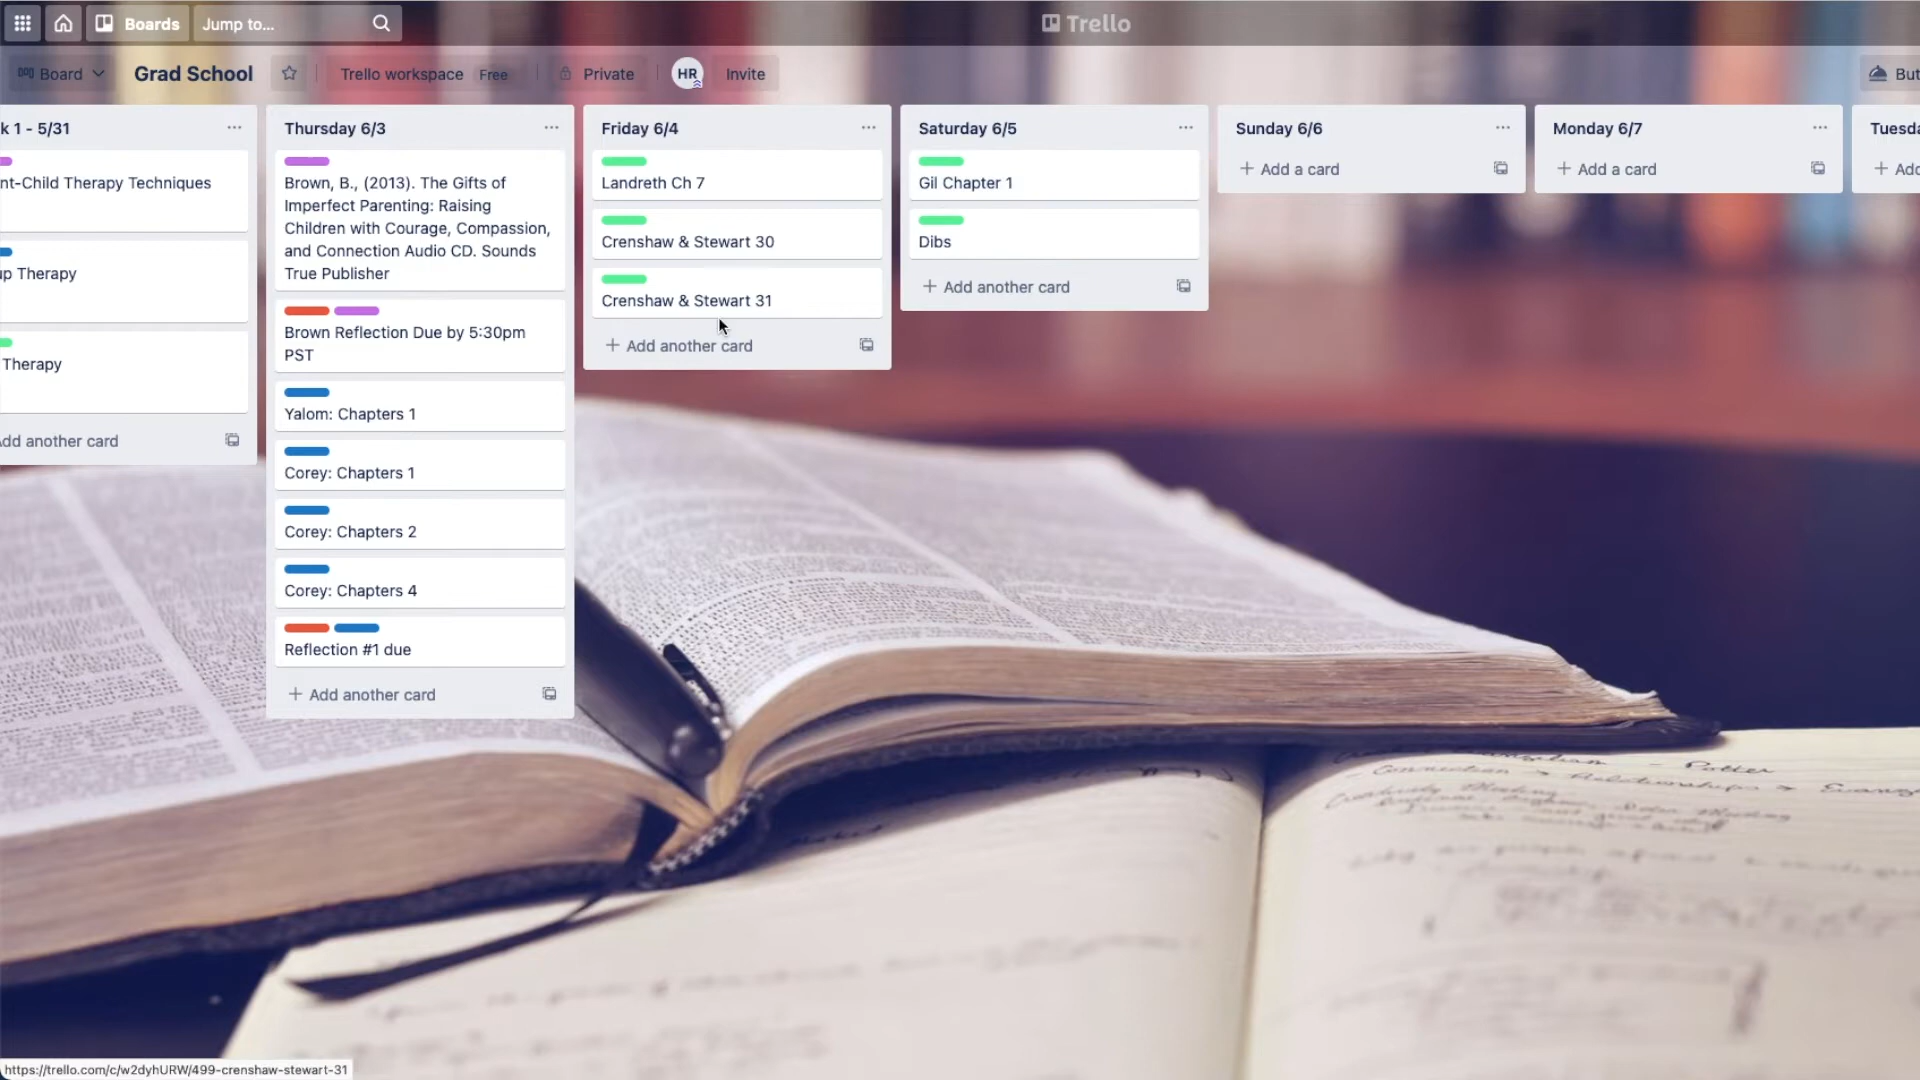 Boards
Jump to...
Trello
Board
Grad School
Trello workspace
Free
Private
HR
Invite
But
k 1 - 5/31
nt-Child Therapy Techniques
up Therapy
Therapy
Add another card
Thursday 6/3
Brown, B., (2013). The Gifts of
Imperfect Parenting: Raising
Children with Courage, Compassion,
and Connection Audio CD. Sounds
True Publisher
Brown Reflection Due by 5:30pm
PST
Yalom: Chapters 1
Corey: Chapters 1
Corey: Chapters 2
Corey: Chapters 4
Reflection #1 due
+ Add another card
Friday 6/4
Landreth Ch 7
Crenshaw & Stewart 30
Crenshaw & Stewart 31
+ Add another card
Saturday 6/5
Gil Chapter 1
Dibs
+ Add another card
Sunday 6/6
+ Add a card
Monday 6/7
+ Add a card
Tuesda
+ Add
https://trello.com/c/w2dyhURW/499-crenshaw-stewart-31